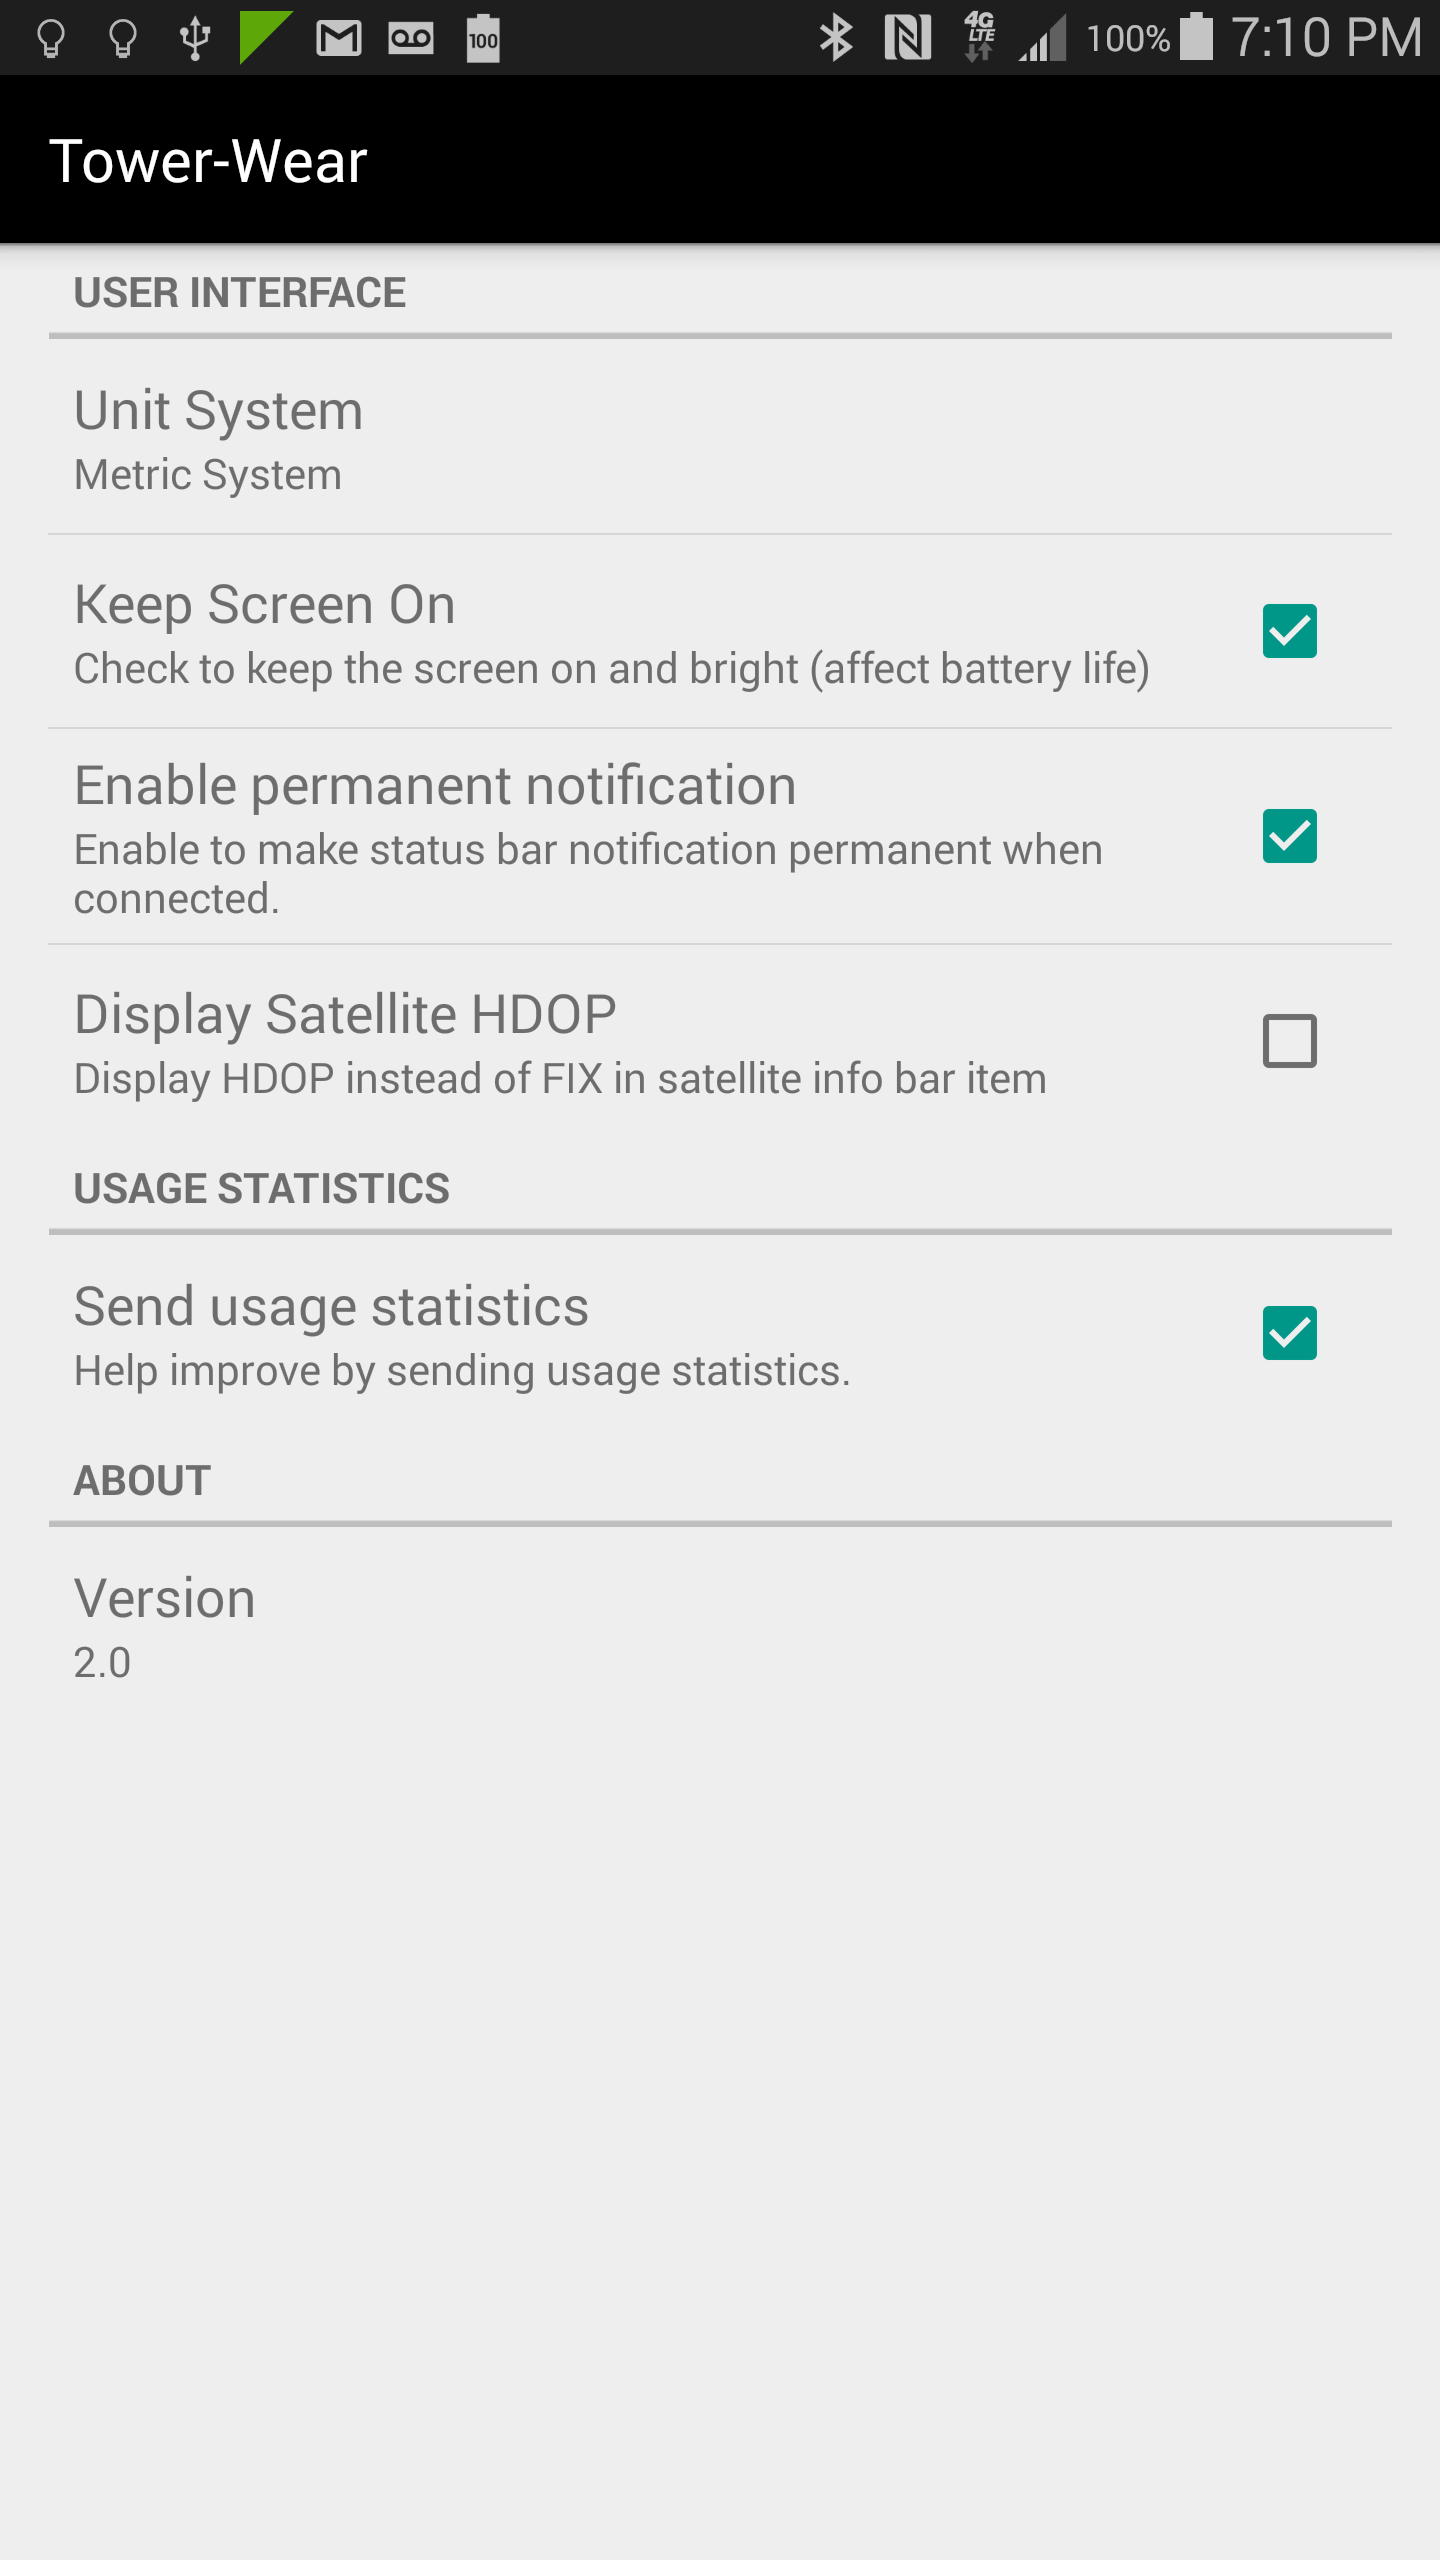 100 4G LTE 100% 7:10 PM
Tower-Wear
USER INTERFACE
Unit System
Metric System
Keep Screen On
Check to keep the screen on and bright (affect battery life)
Enable permanent notification
Enable to make status bar notification permanent when
connected.
Display Satellite HDOP
Display HDOP instead of FIX in satellite info bar item
USAGE STATISTICS
Send usage statistics
Help improve by sending usage statistics.
ABOUT
Version
2.0